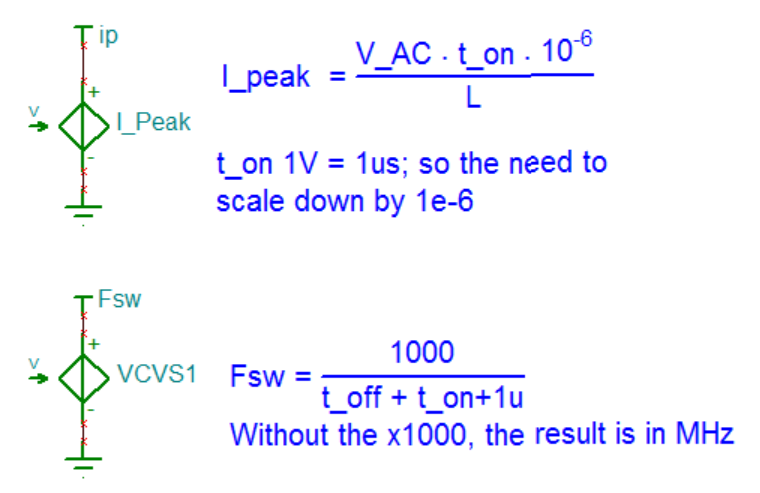 ip
I_peak = V_AC · t_on · 10⁻⁶
L
v
+
I_Peak
-
t_on 1V = 1us; so the need to
scale down by 1e-6
Fsw
v
+
VCVS1
-
Fsw = 1000
t_off + t_on+1u
Without the x1000, the result is in MHz